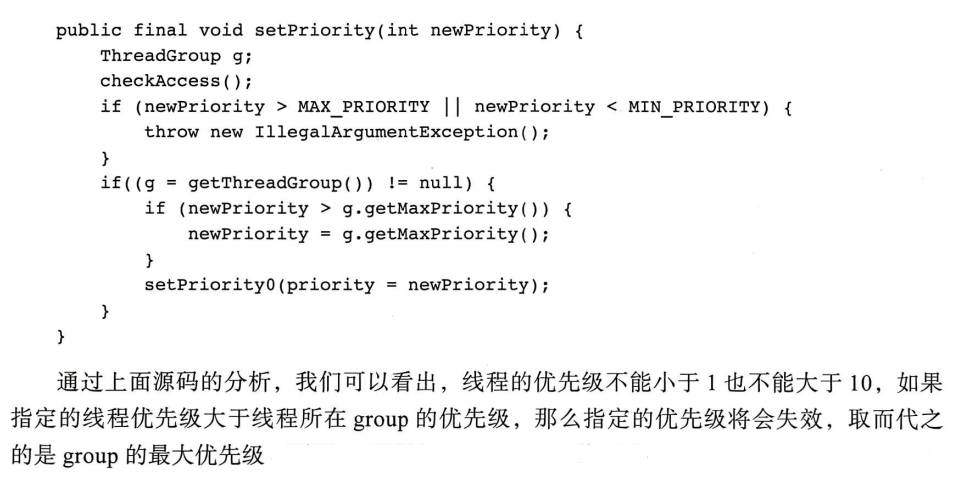 public final void setPriority(int newPriority) {
    ThreadGroup g;
    checkAccess();
    if (newPriority > MAX_PRIORITY || newPriority < MIN_PRIORITY) {
        throw new IllegalArgumentException();
    }
    if((g = getThreadGroup()) != null) {
        if (newPriority > g.getMaxPriority()) {
            newPriority = g.getMaxPriority();
        }
        setPriority0(priority = newPriority);
    }
}
通过上面源码的分析，我们可以看出，线程的优先级不能小于 1 也不能大于 10，如果
指定的线程优先级大于线程所在 group 的优先级，那么指定的优先级将会失效，取而代之
的是 group 的最大优先级